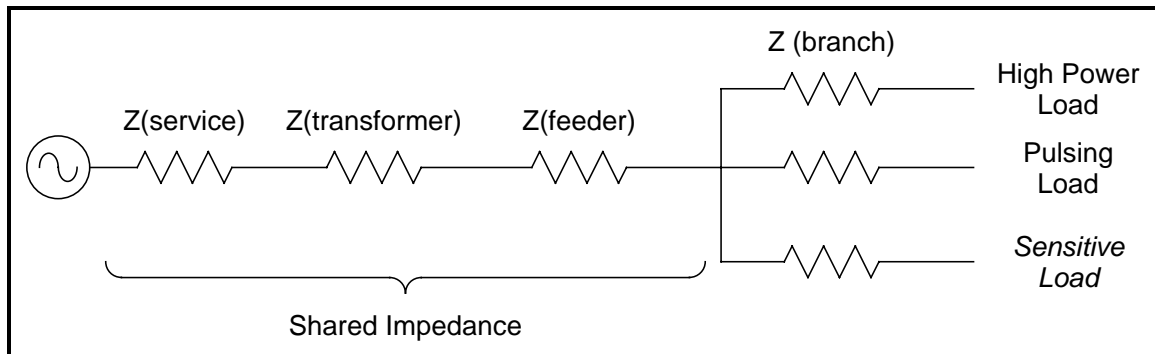 Z (branch)
High Power
Load
Z(service)
Z(transformer)
Z(feeder)
Pulsing
Load
Sensitive
Load
Shared Impedance